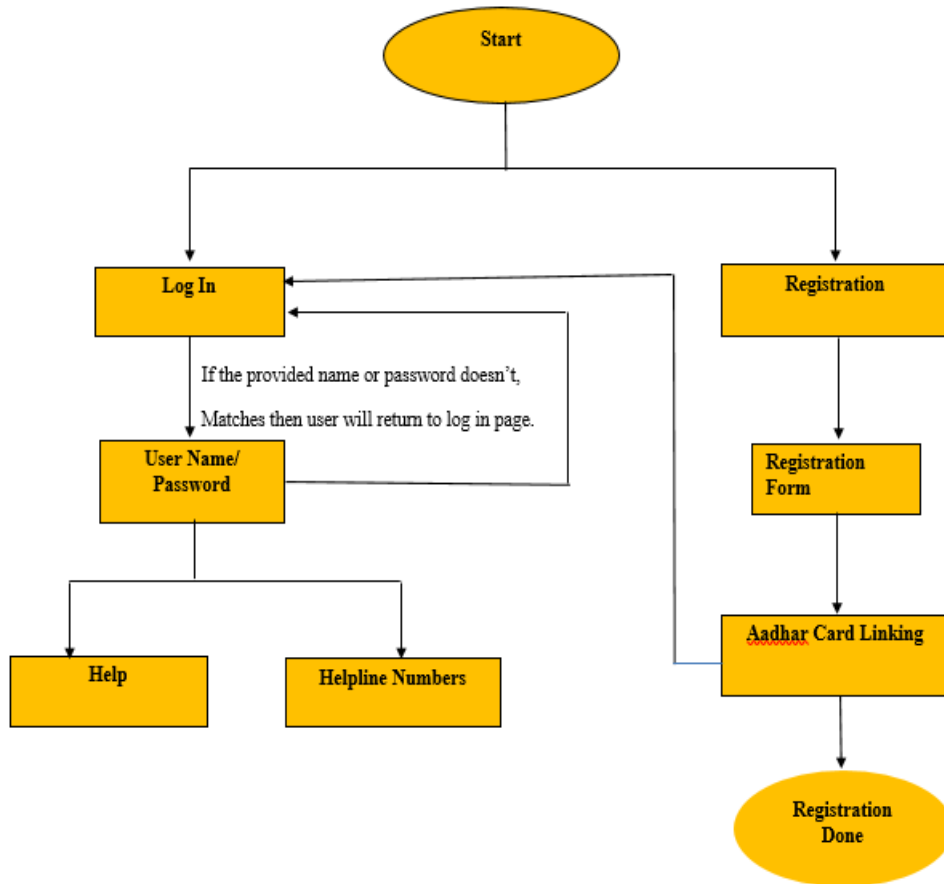 Start
Log In
Registration
If the provided name or password doesn’t,
Matches then user will return to log in page.
User Name/
Password
Registration
Form
Aadhar Card Linking
Help
Helpline Numbers
Registration
Done